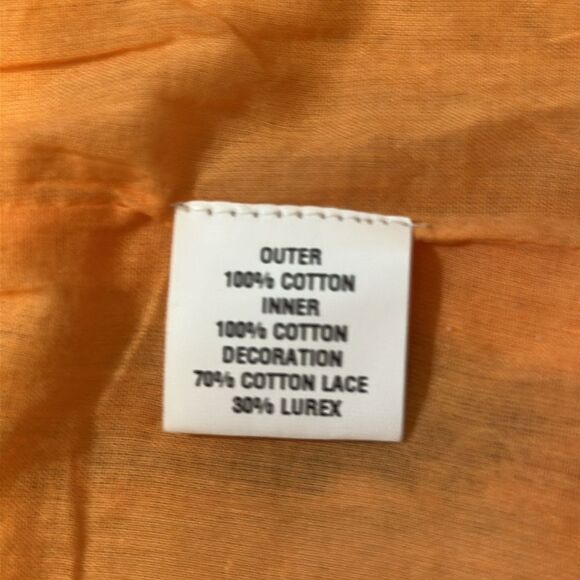 OUTER
100% COTTON
INNER
100% COTTON
DECORATION
70% COTTON LACE
30% LUREX